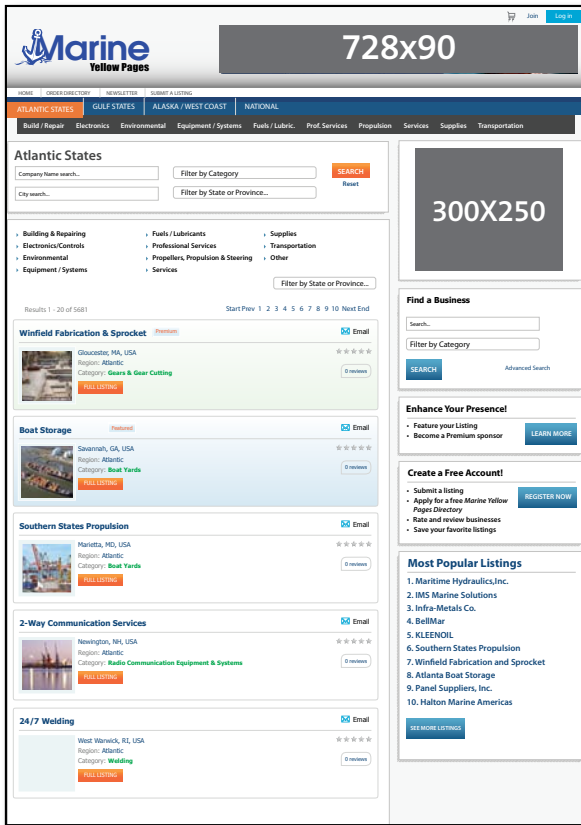 Join Log in
Marine
Yellow Pages
728x90
HOME ORDER DIRECTORY NEWSLETTER SUBMIT A LISTING
ATLANTIC STATES GULF STATES ALASKA / WEST COAST NATIONAL
Build / Repair Electronics Environmental Equipment / Systems Fuels / Lubric. Prof. Services Propulsion Services Supplies Transportation
Atlantic States
Company Name search... Filter by Category SEARCH
City search... Filter by State or Province... Reset
300X250
Building & Repairing Fuels / Lubricants Supplies
Electronics/Controls Professional Services Transportation
Environmental Propellers, Propulsion & Steering Other
Equipment / Systems Services
Filter by State or Province...
Results 1 - 20 of 5681 Start Prev 1 2 3 4 5 6 7 8 9 10 Next End
Winfield Fabrication & Sprocket Premium Email
Gloucester, MA, USA
Region: Atlantic
Category: Gears & Gear Cutting 0 reviews
FULL LISTING
Boat Storage Featured Email
Savannah, GA, USA
Region: Atlantic
Category: Boat Yards 0 reviews
FULL LISTING
Southern States Propulsion Email
Marietta, MD, USA
Region: Atlantic
Category: Boat Yards 0 reviews
FULL LISTING
2-Way Communication Services Email
Newington, NH, USA
Region: Atlantic
Category: Radio Communication Equipment & Systems 0 reviews
FULL LISTING
24/7 Welding Email
West Warwick, RI, USA
Region: Atlantic
Category: Welding 0 reviews
FULL LISTING
Find a Business
Search...
Filter by Category
SEARCH Advanced Search
Enhance Your Presence!
• Feature your Listing
• Become a Premium sponsor
LEARN MORE
Create a Free Account!
• Submit a listing
• Apply for a free Marine Yellow
Pages Directory
• Rate and review businesses
• Save your favorite listings
REGISTER NOW
Most Popular Listings
1. Maritime Hydraulics,Inc.
2. IMS Marine Solutions
3. Infra-Metals Co.
4. BellMar
5. KLEENOIL
6. Southern States Propulsion
7. Winfield Fabrication and Sprocket
8. Atlanta Boat Storage
9. Panel Suppliers, Inc.
10. Halton Marine Americas
SEE MORE LISTINGS